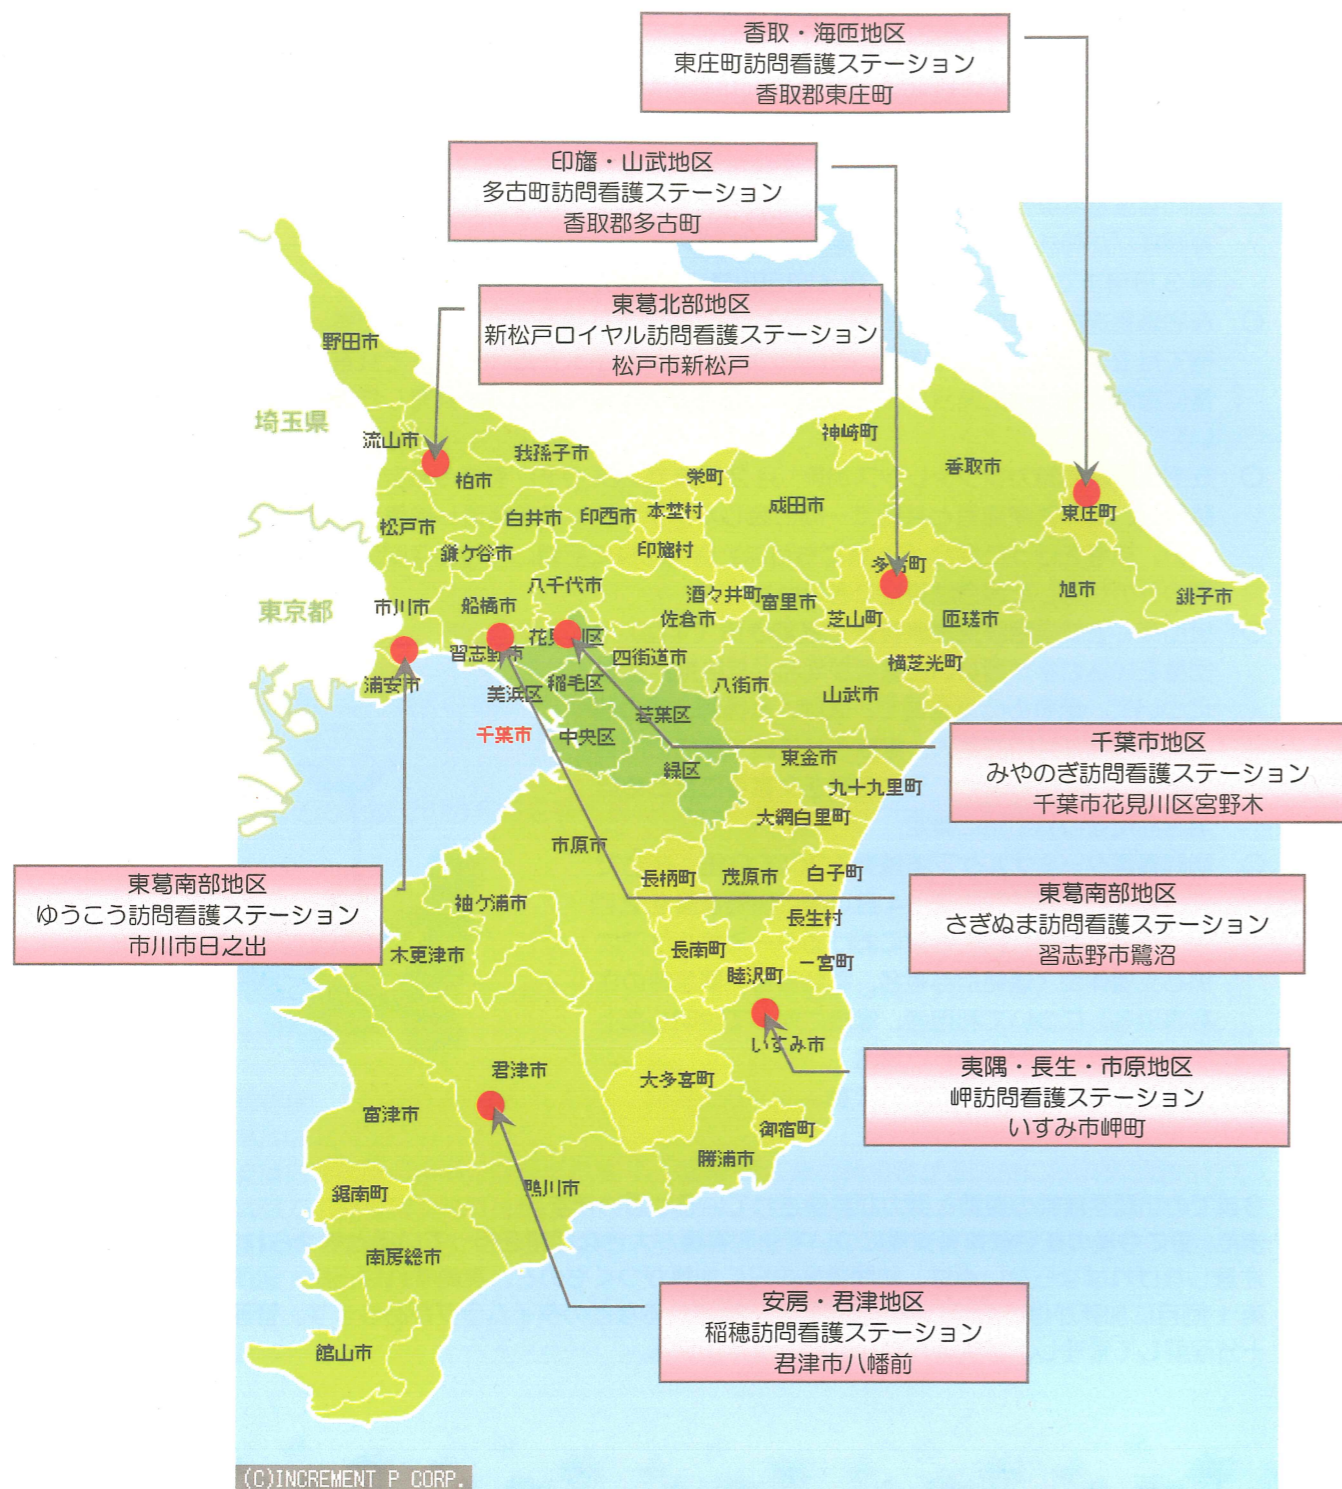 香取・海匝地区
東庄町訪問看護ステーション
香取郡東庄町
印旛・山武地区
多古町訪問看護ステーション
香取郡多古町
東葛北部地区
新松戸ロイヤル訪問看護ステーション
松戸市新松戸
野田市
埼玉県
流山市
我孫子市
柏市
神崎町
香取市
栄町
成田市
松戸市
白井市
印西市
本埜村
東庄町
鎌ケ谷市
印旛村
多古町
八千代市
酒々井町
富里市
旭市
銚子市
東京都
市川市
船橋市
佐倉市
芝山町
匝瑳市
花見川区
習志野市
四街道市
横芝光町
浦安市
美浜区
稲毛区
八街市
山武市
若葉区
千葉市
中央区
緑区
東金市
九十九里町
大網白里町
千葉市地区
みやのぎ訪問看護ステーション
千葉市花見川区宮野木
市原市
長柄町
茂原市
白子町
東葛南部地区
ゆうこう訪問看護ステーション
市川市日之出
袖ケ浦市
木更津市
長生村
長南町
睦沢町
一宮町
東葛南部地区
さぎぬま訪問看護ステーション
習志野市鷺沼
いすみ市
君津市
大多喜町
富津市
御宿町
夷隅・長生・市原地区
岬訪問看護ステーション
いすみ市岬町
勝浦市
鋸南町
鴨川市
南房総市
館山市
安房・君津地区
稲穂訪問看護ステーション
君津市八幡前
(C)INCREMENT P CORP.